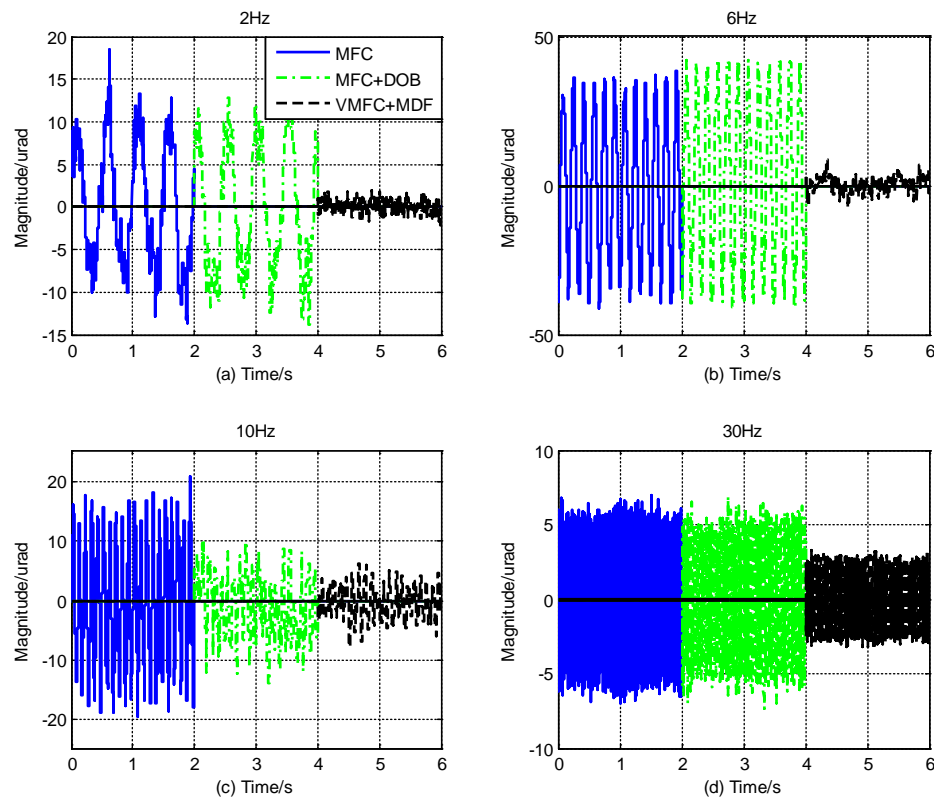 2Hz
20
15
10
5
0
-5
-10
-15
Magnitude/urad
MFC
MFC+DOB
VMFC+MDF
0 1 2 3 4 5 6
(a) Time/s
6Hz
50
0
-50
Magnitude/urad
0 1 2 3 4 5 6
(b) Time/s
10Hz
20
10
0
-10
-20
Magnitude/urad
0 1 2 3 4 5 6
(c) Time/s
30Hz
10
5
0
-5
-10
Magnitude/urad
0 1 2 3 4 5 6
(d) Time/s